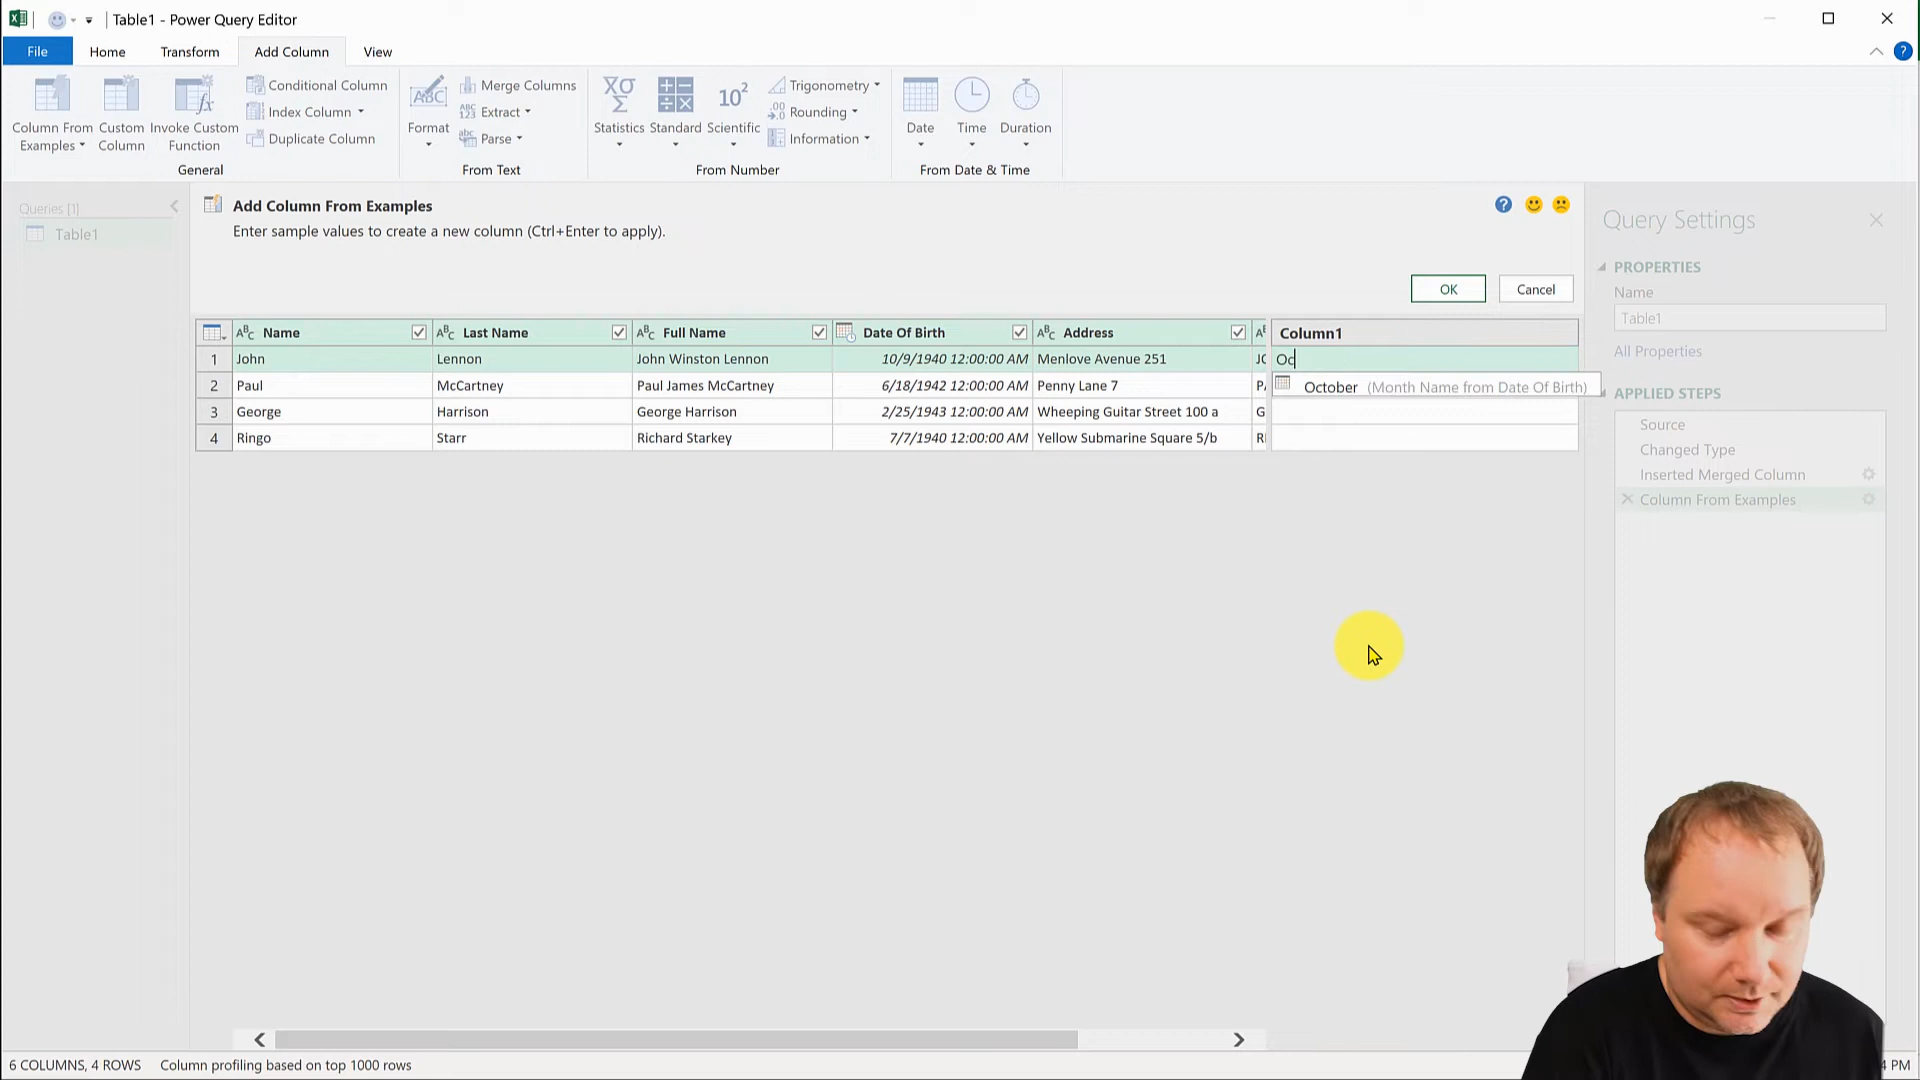 Table1 - Power Query Editor
File Home Transform Add Column View
Column From Examples
Custom Column
Invoke Custom Function
Conditional Column
Index Column
Duplicate Column
General
Format
Merge Columns
Extract
Parse
From Text
Statistics
Standard
Scientific
Trigonometry
Rounding
Information
From Number
Date
Time
Duration
From Date & Time
Queries [1]
Table1
Add Column From Examples
Enter sample values to create a new column (Ctrl+Enter to apply).
OK Cancel
Name Last Name Full Name Date Of Birth Address Column1
1 John Lennon John Winston Lennon 10/9/1940 12:00:00 AM Menlove Avenue 251 JO Oc
October (Month Name from Date Of Birth)
2 Paul McCartney Paul James McCartney 6/18/1942 12:00:00 AM Penny Lane 7
3 George Harrison George Harrison 2/25/1943 12:00:00 AM Wheeping Guitar Street 100 a G
4 Ringo Starr Richard Starkey 7/7/1940 12:00:00 AM Yellow Submarine Square 5/b
Query Settings
PROPERTIES
Name
Table1
All Properties
APPLIED STEPS
Source
Changed Type
Inserted Merged Column
Column From Examples
6 COLUMNS, 4 ROWS Column profiling based on top 1000 rows
4 PM